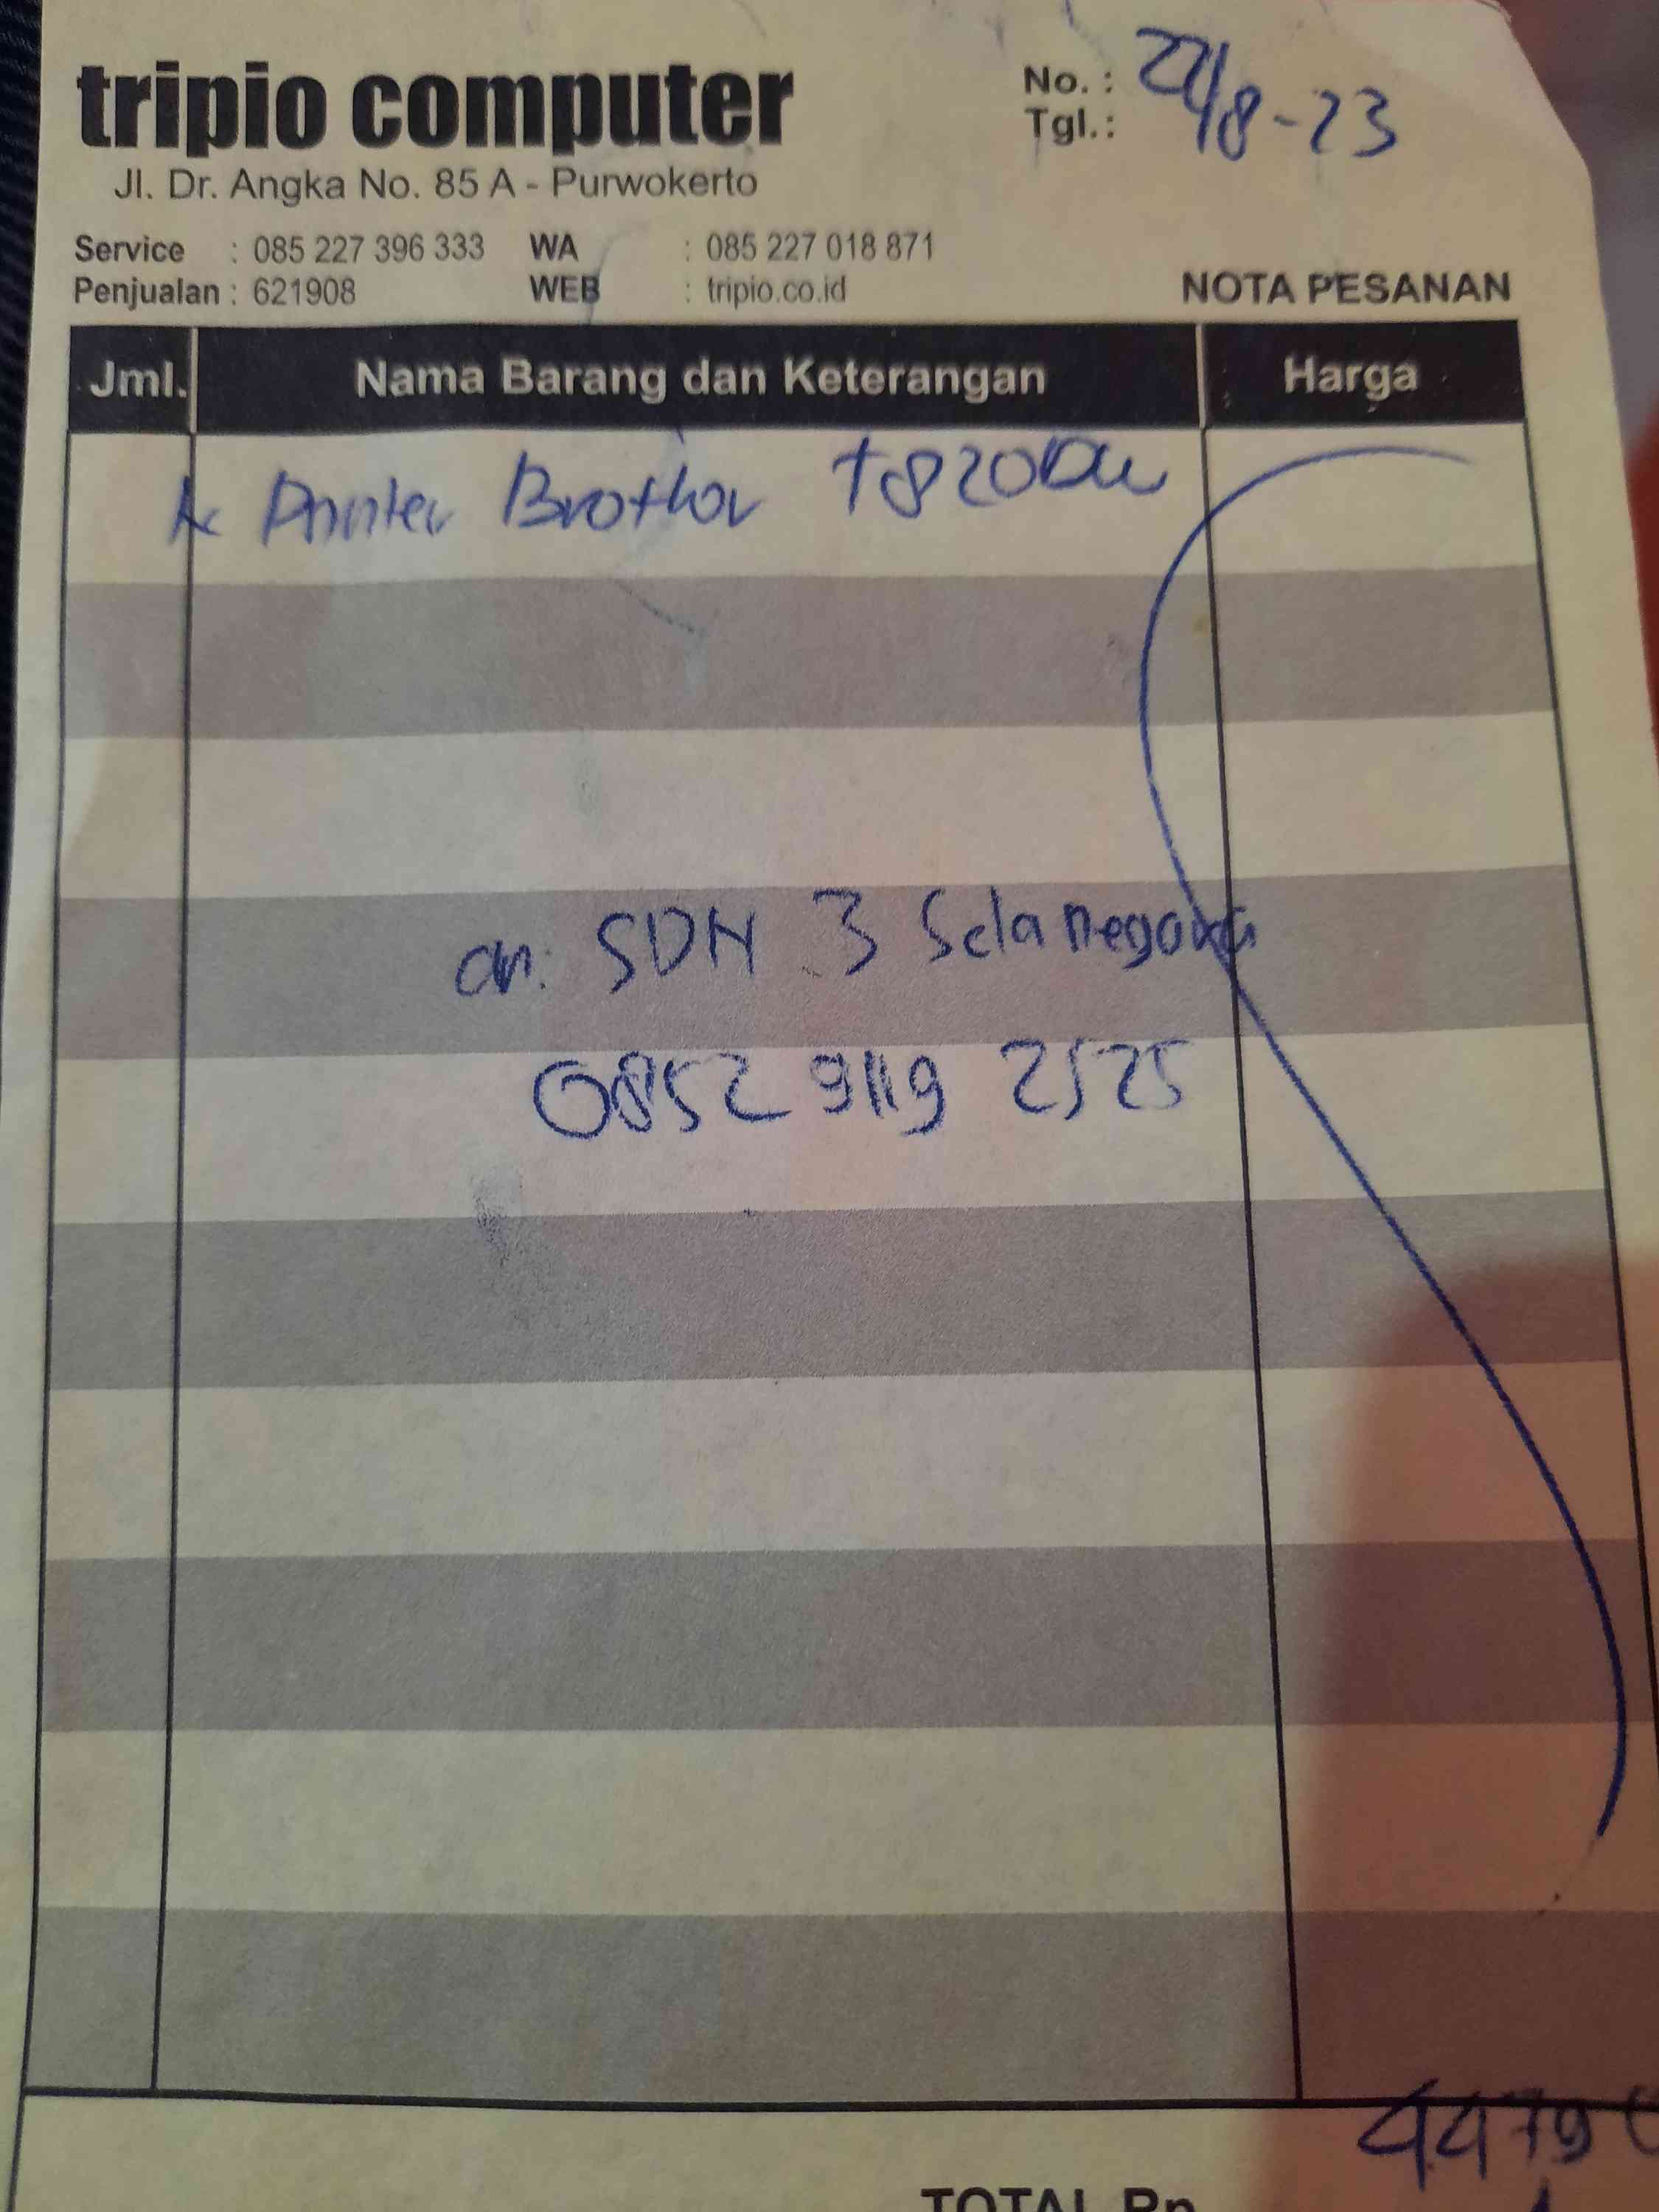 tripio computer
Jl. Dr. Angka No. 85 A - Purwokerto
No. :
Tgl. : 22/8-23
Service : 085 227 396 333 WA : 085 227 018 871
Penjualan : 621908 WEB : tripio.co.id
NOTA PESANAN
Jml. Nama Barang dan Keterangan Harga
Printer Brother T820DW
an: SDN 3 Selanegara
0852 9119 2525
TOTAL Rp